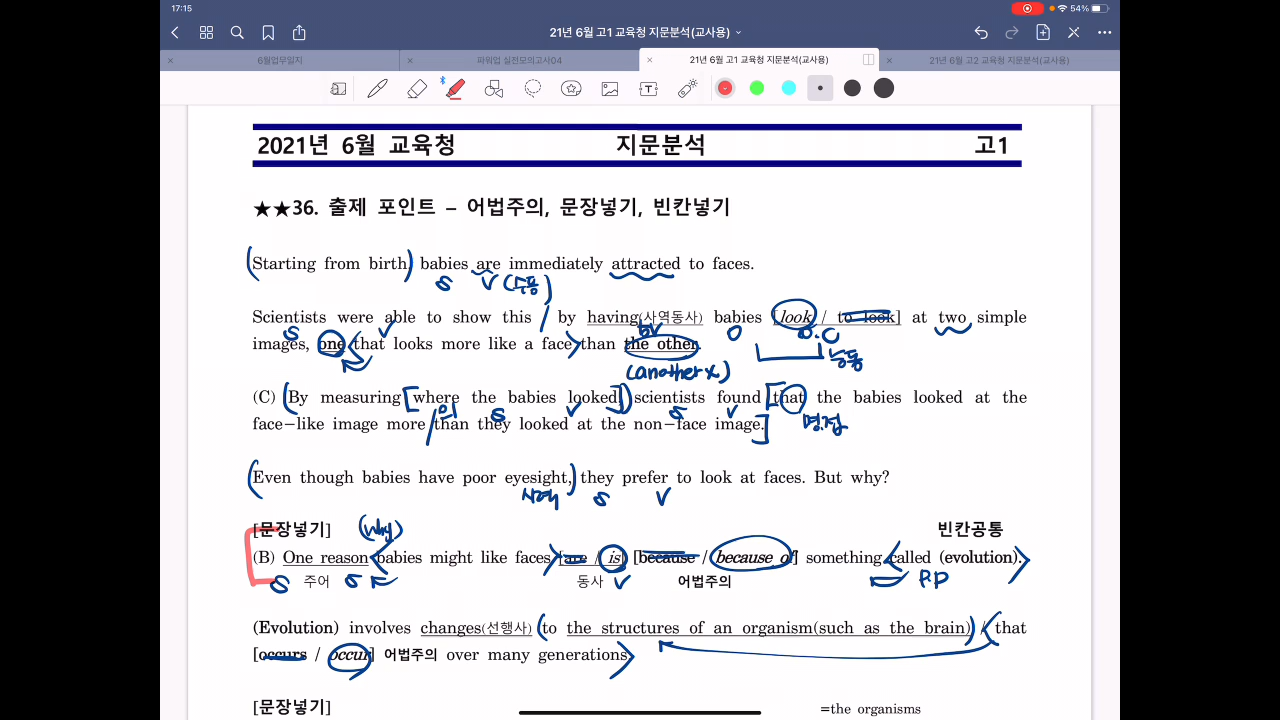 17:15
54%
21년 6월 고1 교육청 지문분석(교사용)
6월업무일지
파워업 실전모의고사04
21년 6월 고1 교육청 지문분석(교사용)
21년 6월 고2 교육청 지문분석(교사용)
2021년 6월 교육청 지문분석 고1
★★36. 출제 포인트 – 어법주의, 문장넣기, 빈칸넣기
(Starting from birth) babies are immediately attracted to faces.
S V (수동)
Scientists were able to show this / by having(사역동사) babies [look / to look] at two simple
S V O O.C
images, one that looks more like a face than the other.
능동
(another x)
(C) (By measuring [where the babies looked,]) scientists found [that the babies looked at the
의 S V S V 명.접
face-like image more / than they looked at the non-face image.]
(Even though babies have poor eyesight,) they prefer to look at faces. But why?
시력 S V
[문장넣기] (why) 빈칸공통
(B) One reason babies might like faces [are / is] [because / because of] something called (evolution).
S 주어 S 동사 V 어법주의 P.P
(Evolution) involves changes(선행사) (to the structures of an organism(such as the brain)) / that
[occurs / occur] 어법주의 over many generations
[문장넣기] =the organisms